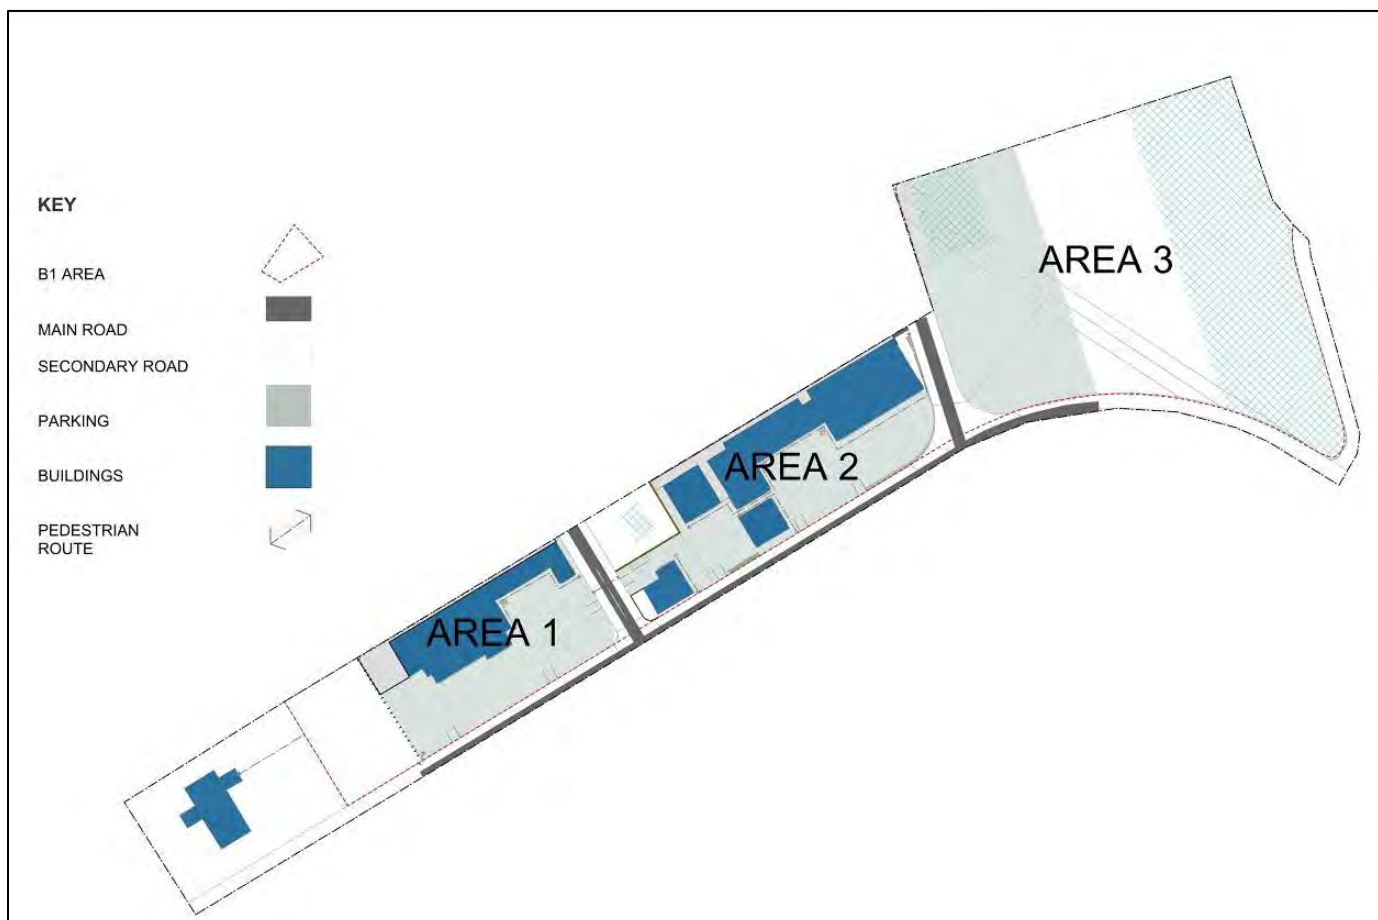 KEY
B1 AREA
MAIN ROAD
SECONDARY ROAD
PARKING
BUILDINGS
PEDESTRIAN
ROUTE
AREA 1
AREA 2
AREA 3